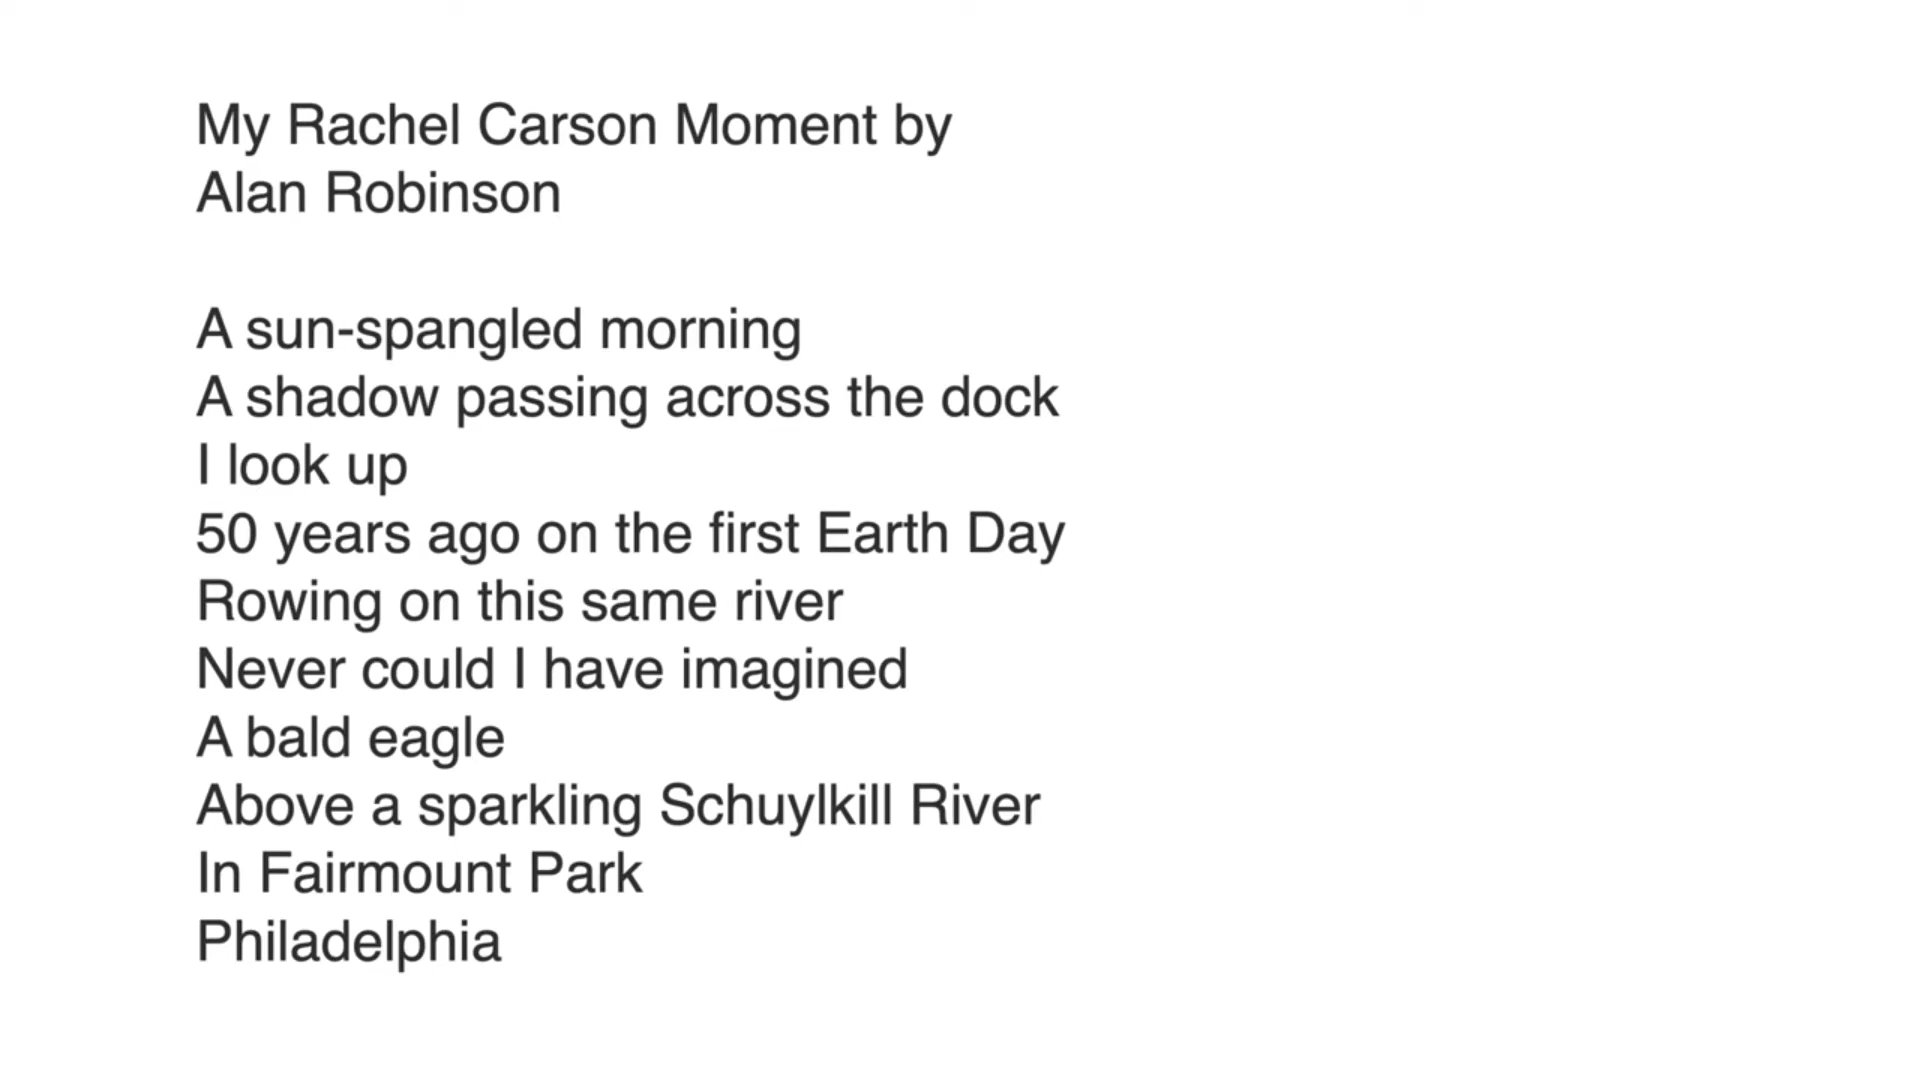 My Rachel Carson Moment by
Alan Robinson
A sun-spangled morning
A shadow passing across the dock
I look up
50 years ago on the first Earth Day
Rowing on this same river
Never could I have imagined
A bald eagle
Above a sparkling Schuylkill River
In Fairmount Park
Philadelphia